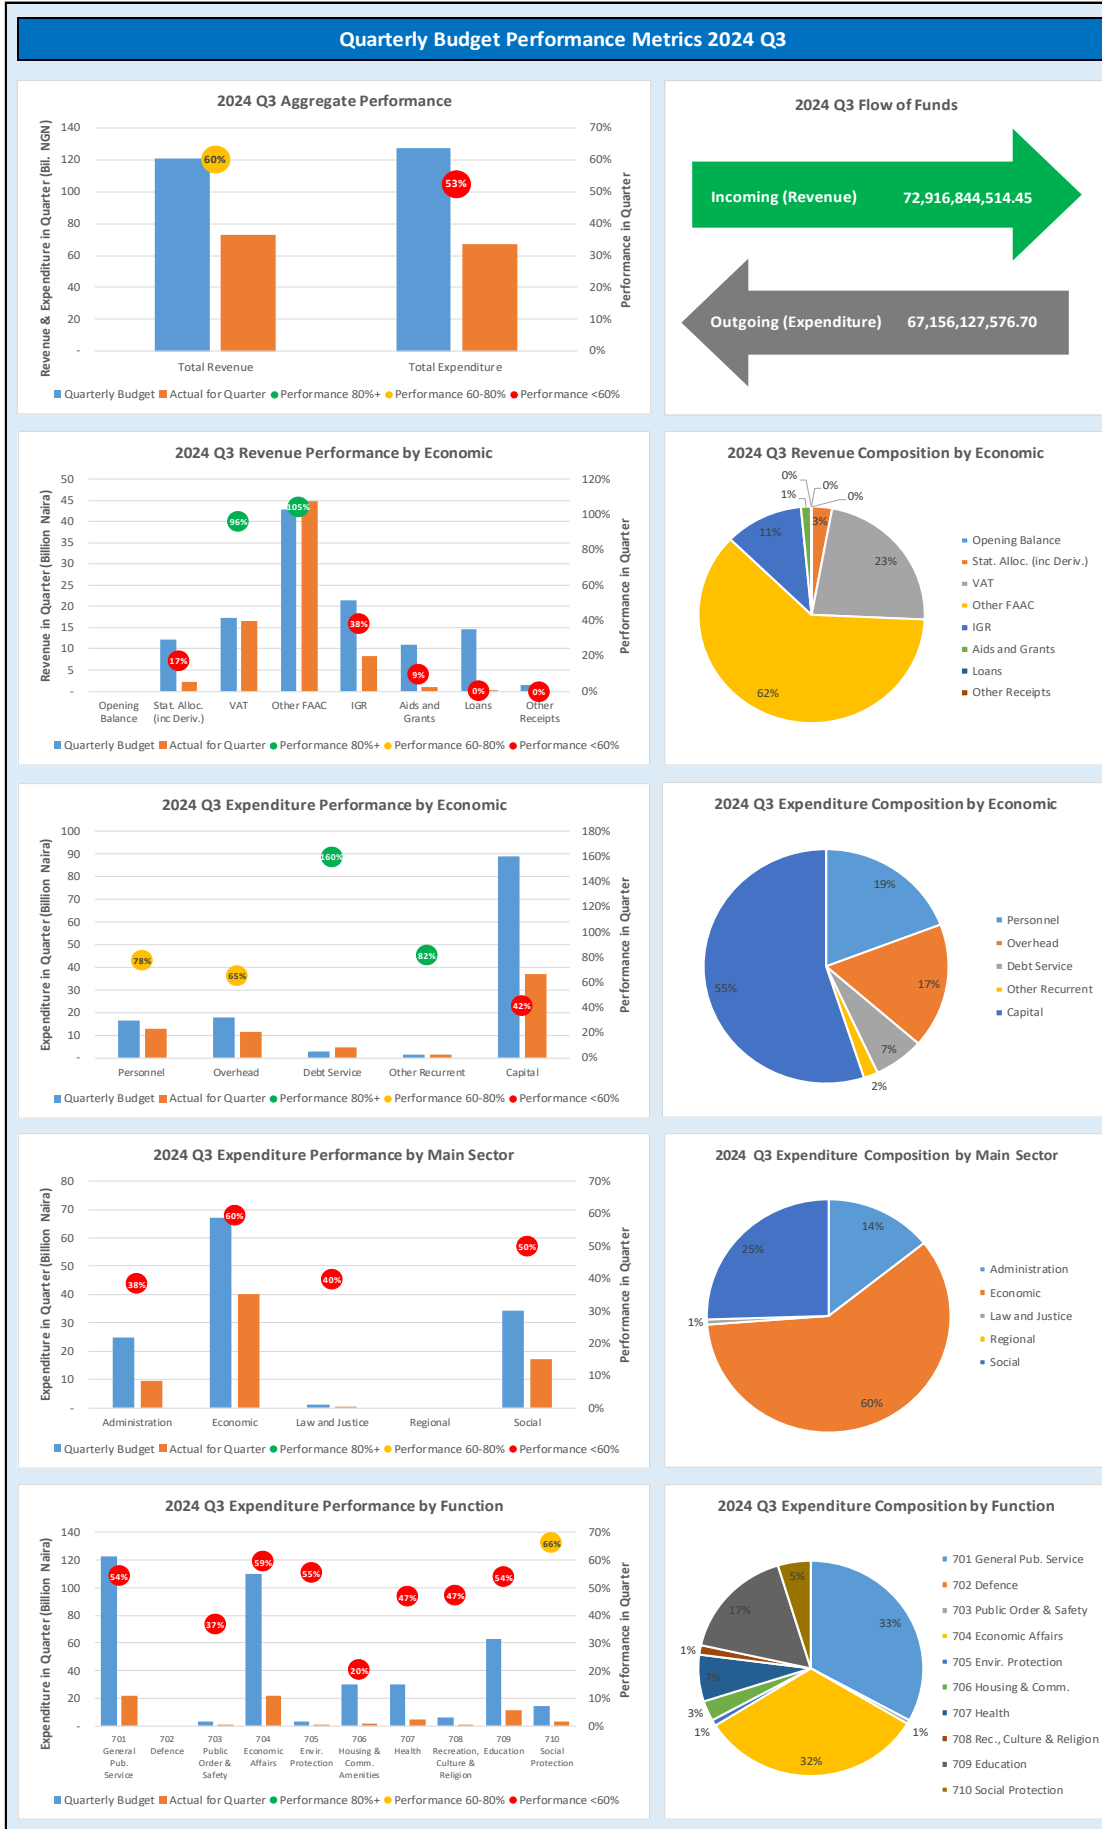 Quarterly Budget Performance Metrics 2024 Q3
2024 Q3 Aggregate Performance
Revenue & Expenditure in Quarter (Bil. NGN)
140
120
100
80
60
40
20
-
70%
60%
50%
40%
30%
20%
10%
0%
Performance in Quarter
60%
53%
Total Revenue
Total Expenditure
Quarterly Budget Actual for Quarter Performance 80%+ Performance 60-80% Performance <60%
2024 Q3 Flow of Funds
Incoming (Revenue) 72,916,844,514.45
Outgoing (Expenditure) 67,156,127,576.70
2024 Q3 Revenue Performance by Economic
Revenue in Quarter (Billion Naira)
50
45
40
35
30
25
20
15
10
5
-
120%
100%
80%
60%
40%
20%
0%
Performance in Quarter
17%
96%
105%
38%
9%
0%
0%
Opening Balance
Stat. Alloc. (inc Deriv.)
VAT
Other FAAC
IGR
Aids and Grants
Loans
Other Receipts
Quarterly Budget Actual for Quarter Performance 80%+ Performance 60-80% Performance <60%
2024 Q3 Revenue Composition by Economic
0%
0%
0%
1%
3%
11%
23%
62%
Opening Balance
Stat. Alloc. (inc Deriv.)
VAT
Other FAAC
IGR
Aids and Grants
Loans
Other Receipts
2024 Q3 Expenditure Performance by Economic
Expenditure in Quarter (Billion Naira)
100
90
80
70
60
50
40
30
20
10
-
180%
160%
140%
120%
100%
80%
60%
40%
20%
0%
Performance in Quarter
78%
65%
160%
82%
42%
Personnel
Overhead
Debt Service
Other Recurrent
Capital
Quarterly Budget Actual for Quarter Performance 80%+ Performance 60-80% Performance <60%
2024 Q3 Expenditure Composition by Economic
19%
17%
7%
2%
55%
Personnel
Overhead
Debt Service
Other Recurrent
Capital
2024 Q3 Expenditure Performance by Main Sector
Expenditure in Quarter (Billion Naira)
80
70
60
50
40
30
20
10
-
70%
60%
50%
40%
30%
20%
10%
0%
Performance in Quarter
38%
60%
40%
50%
Administration
Economic
Law and Justice
Regional
Social
Quarterly Budget Actual for Quarter Performance 80%+ Performance 60-80% Performance <60%
2024 Q3 Expenditure Composition by Main Sector
14%
25%
1%
60%
Administration
Economic
Law and Justice
Regional
Social
2024 Q3 Expenditure Performance by Function
Expenditure in Quarter (Billion Naira)
140
120
100
80
60
40
20
-
70%
60%
50%
40%
30%
20%
10%
0%
Performance in Quarter
54%
37%
59%
55%
20%
47%
47%
54%
66%
701 General Pub. Service
702 Defence
703 Public Order & Safety
704 Economic Affairs
705 Envir. Protection
706 Housing & Comm. Amenities
707 Health
708 Recreation, Culture & Religion
709 Education
710 Social Protection
Quarterly Budget Actual for Quarter Performance 80%+ Performance 60-80% Performance <60%
2024 Q3 Expenditure Composition by Function
5%
33%
17%
1%
7%
3%
1%
1%
32%
701 General Pub. Service
702 Defence
703 Public Order & Safety
704 Economic Affairs
705 Envir. Protection
706 Housing & Comm.
707 Health
708 Rec., Culture & Religion
709 Education
710 Social Protection